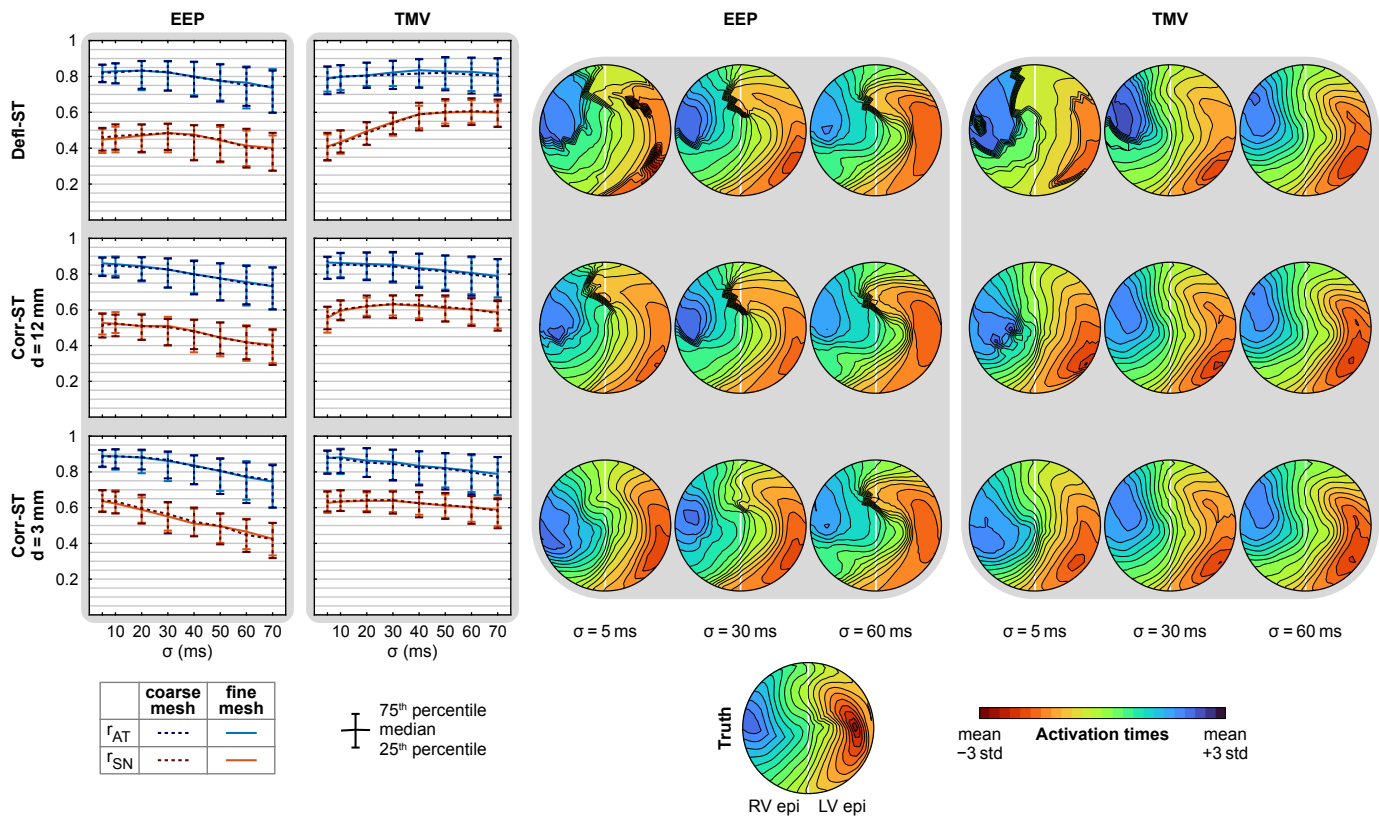 EEP
TMV
EEP
TMV
Defl-ST
1
0.8
0.6
0.4
0.2
Corr-ST
d = 12 mm
1
0.8
0.6
0.4
0.2
Corr-ST
d = 3 mm
1
0.8
0.6
0.4
0.2
10 20 30 40 50 60 70
σ (ms)
10 20 30 40 50 60 70
σ (ms)
σ = 5 ms
σ = 30 ms
σ = 60 ms
σ = 5 ms
σ = 30 ms
σ = 60 ms
coarse mesh
fine mesh
rAT
rSN
75th percentile
median
25th percentile
Truth
RV epi LV epi
mean −3 std
Activation times
mean +3 std